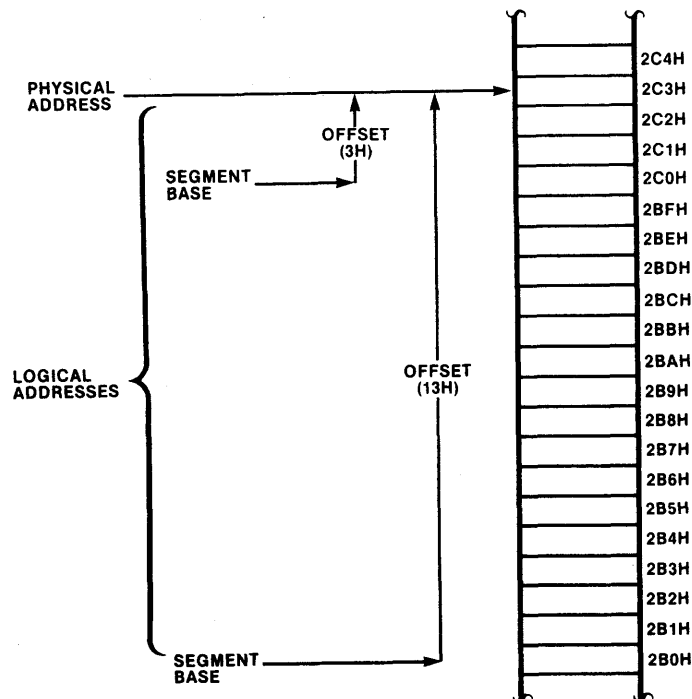 PHYSICAL
ADDRESS
OFFSET
(3H)
SEGMENT
BASE
LOGICAL
ADDRESSES
OFFSET
(13H)
SEGMENT
BASE
2C4H
2C3H
2C2H
2C1H
2C0H
2BFH
2BEH
2BDH
2BCH
2BBH
2BAH
2B9H
2B8H
2B7H
2B6H
2B5H
2B4H
2B3H
2B2H
2B1H
2B0H